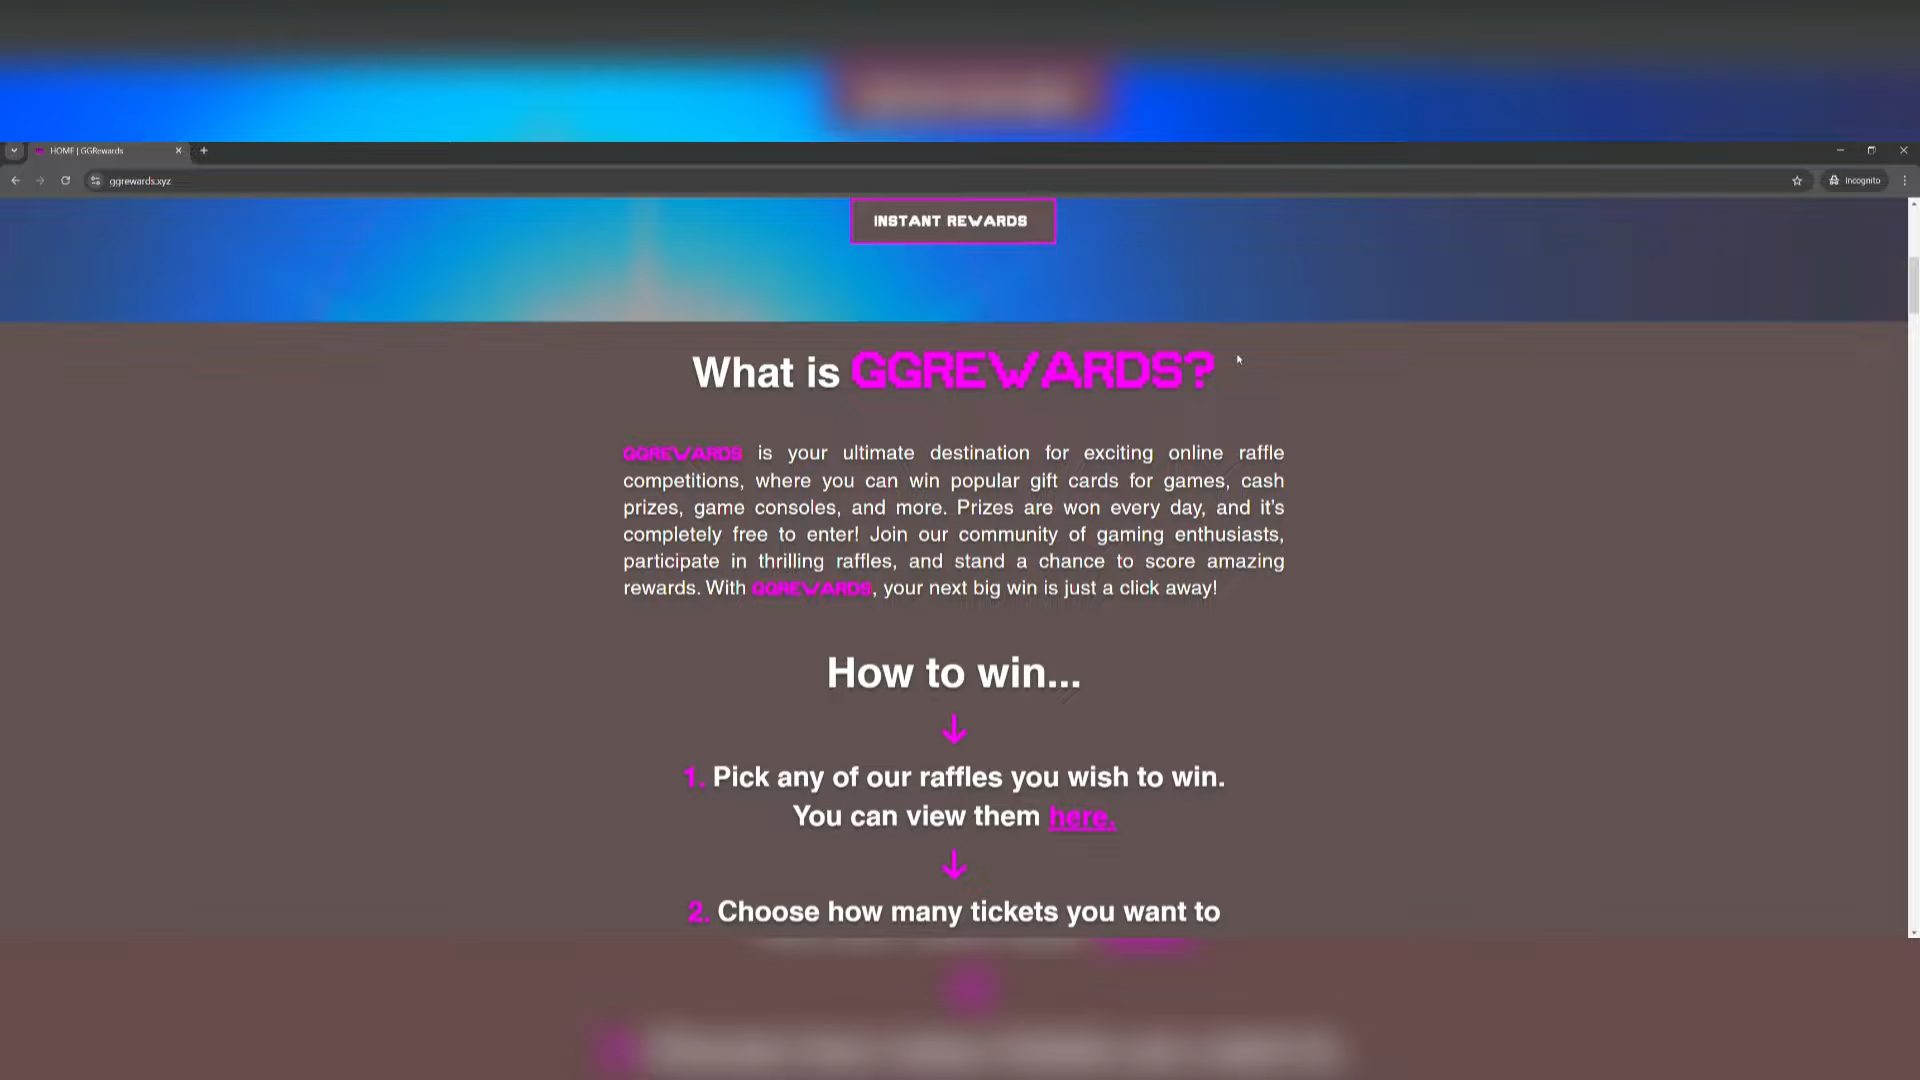 HOME | GGRewards
ggrewards.xyz
Incognito
INSTANT REWARDS
What is GGREWARDS?
GGREWARDS is your ultimate destination for exciting online raffle
competitions, where you can win popular gift cards for games, cash
prizes, game consoles, and more. Prizes are won every day, and it's
completely free to enter! Join our community of gaming enthusiasts,
participate in thrilling raffles, and stand a chance to score amazing
rewards. With GGREWARDS, your next big win is just a click away!
How to win...
1. Pick any of our raffles you wish to win.
You can view them here.
2. Choose how many tickets you want to